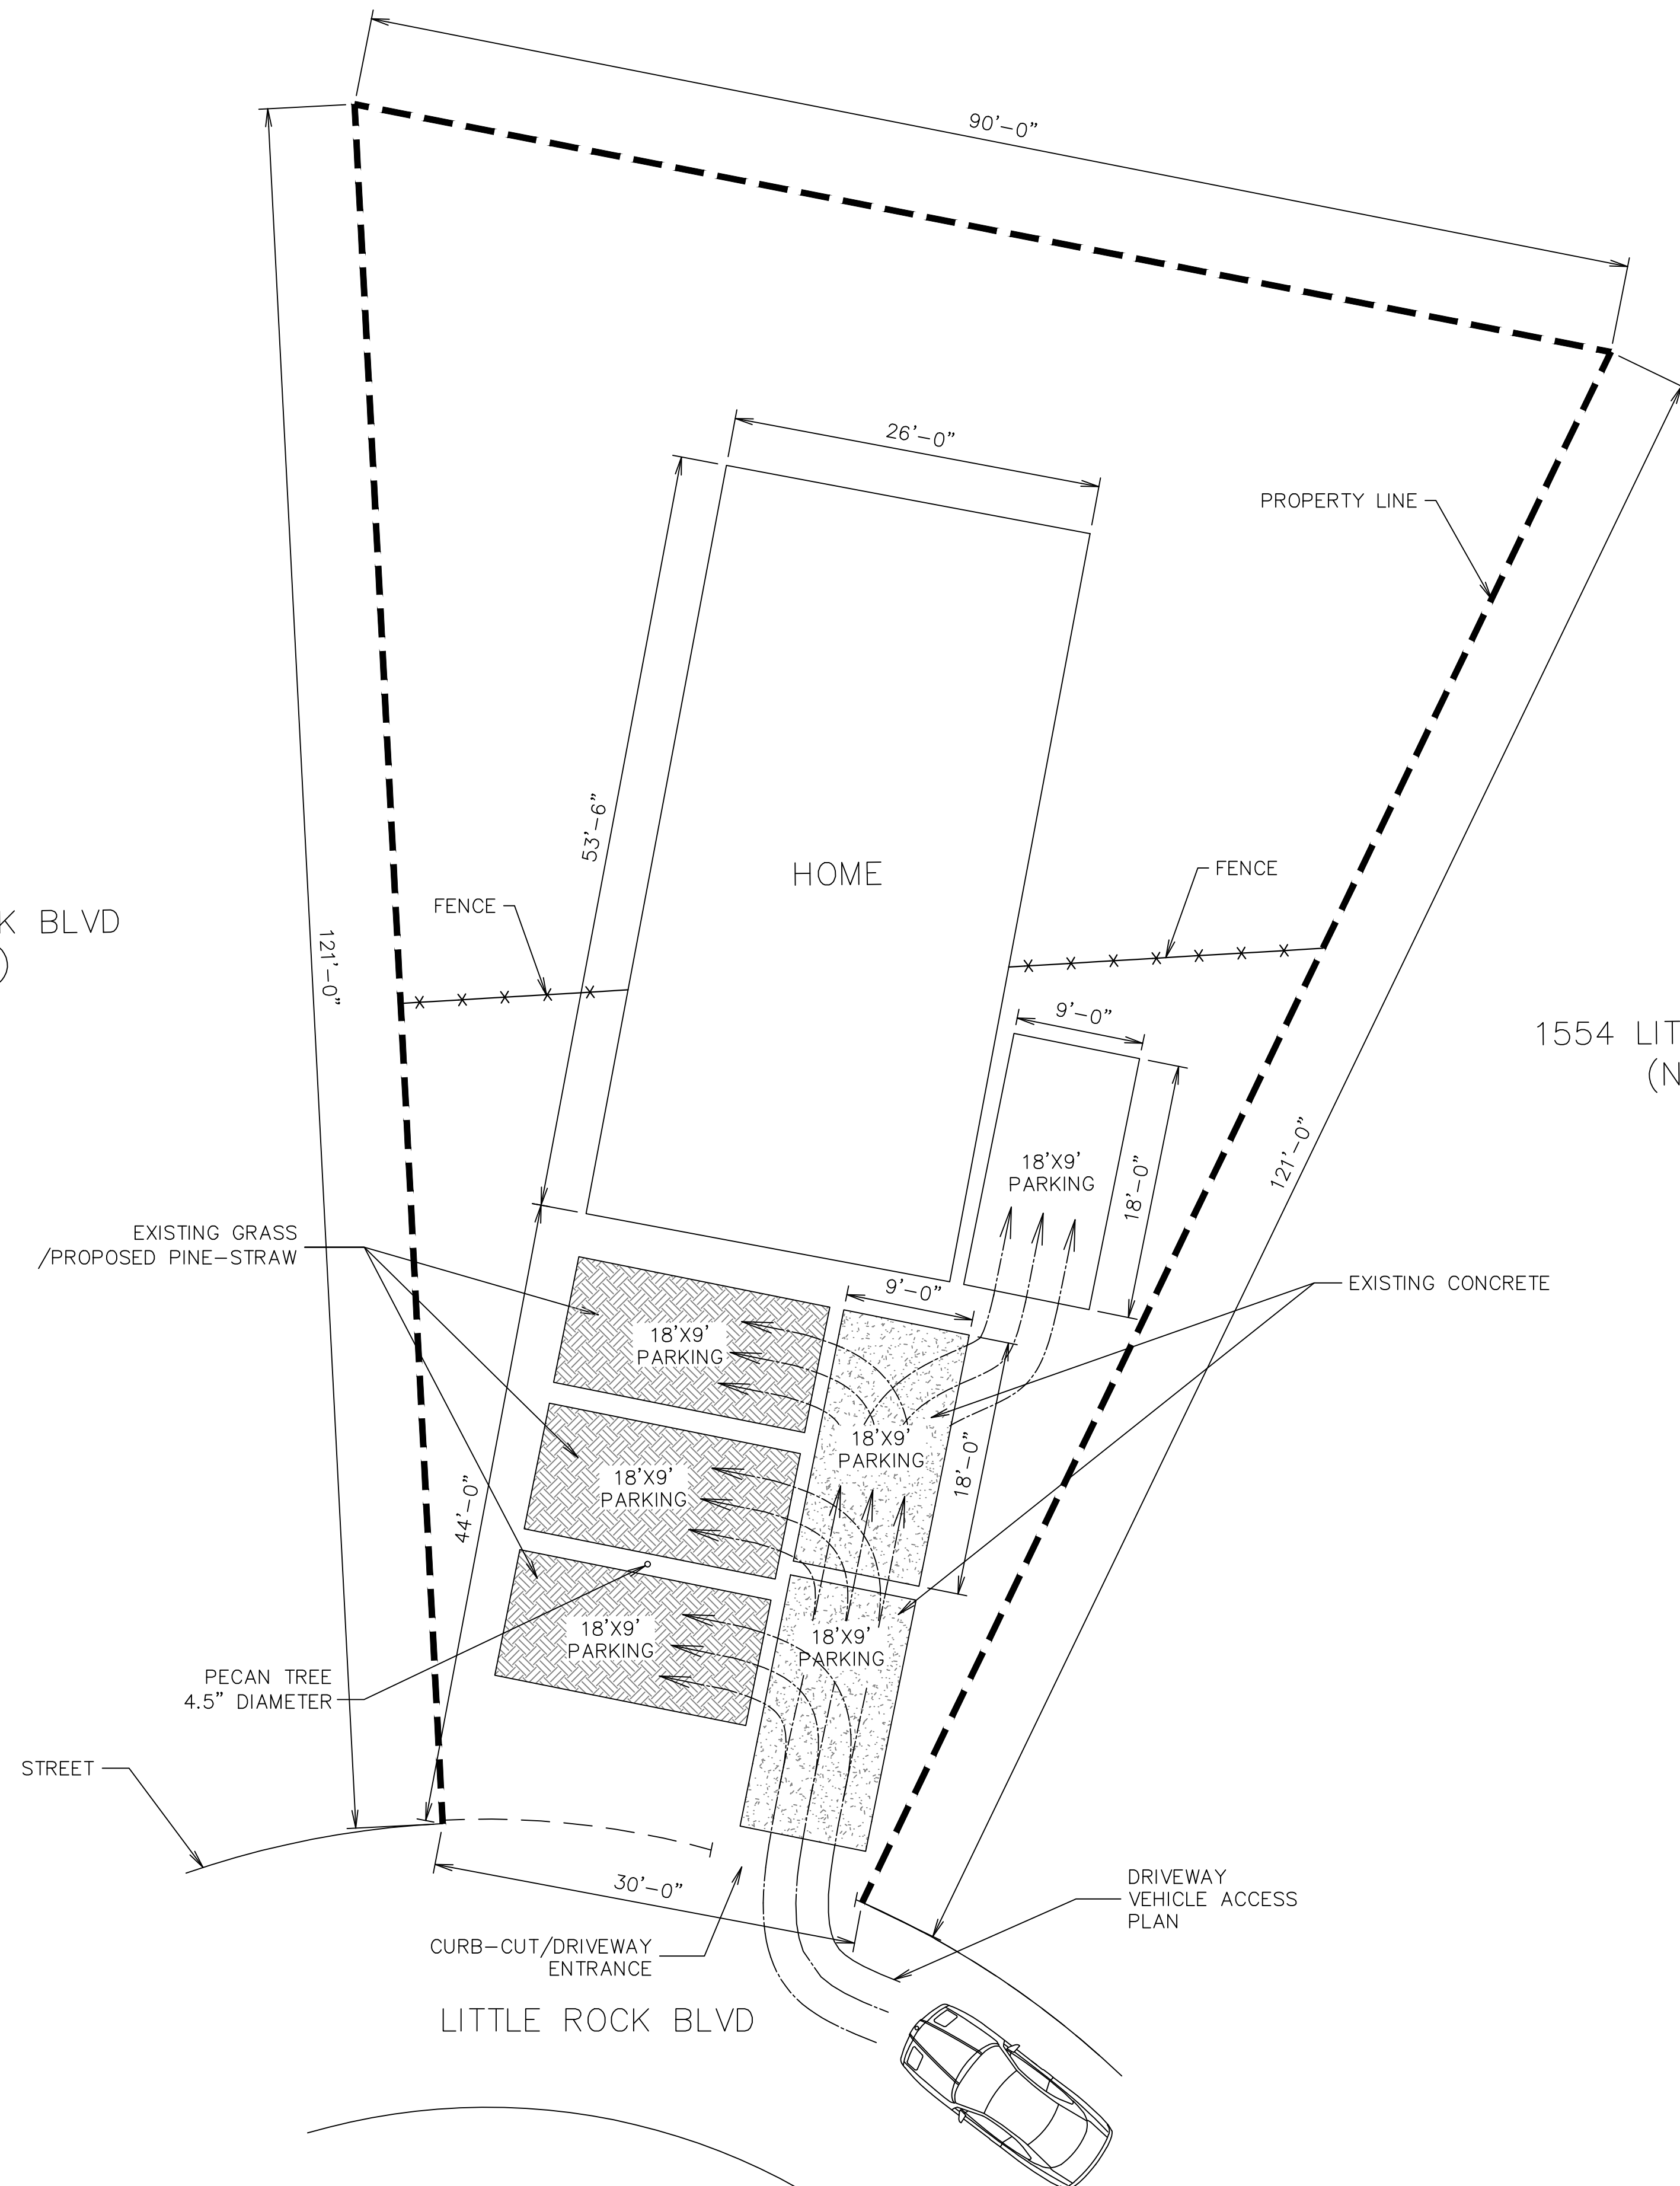 90'-0"
26'-0"
PROPERTY LINE
53'-6"
HOME
FENCE
FENCE
K BLVD
)
121'-0"
9'-0"
1554 LIT
(N
18'X9'
PARKING
18'-0"
121'-0"
EXISTING GRASS
/PROPOSED PINE-STRAW
9'-0"
EXISTING CONCRETE
18'X9'
PARKING
18'X9'
PARKING
18'-0"
44'-0"
18'X9'
PARKING
18'X9'
PARKING
18'X9'
PARKING
PECAN TREE
4.5" DIAMETER
STREET
30'-0"
DRIVEWAY
VEHICLE ACCESS
PLAN
CURB-CUT/DRIVEWAY
ENTRANCE
LITTLE ROCK BLVD